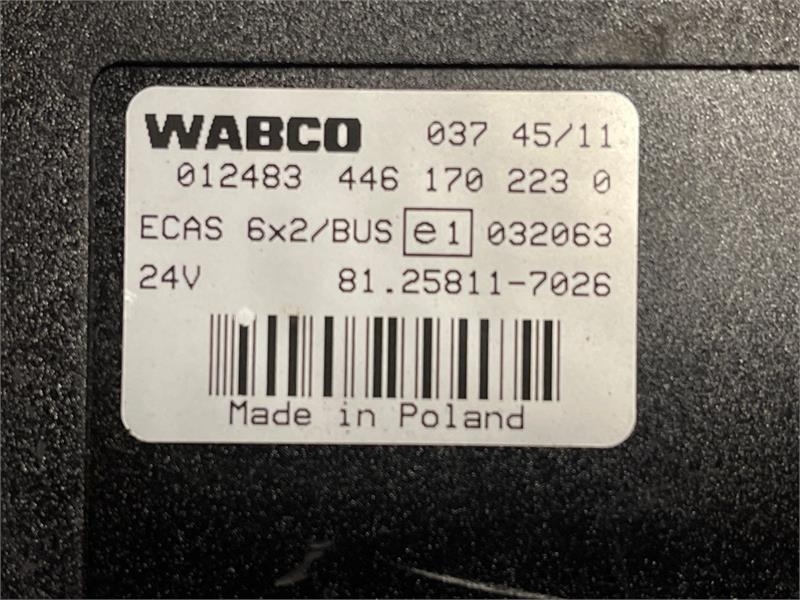 WABCO 037 45/11
012483 446 170 223 0
ECAS 6x2/BUS e1 032063
24V 81.25811-7026
Made in Poland